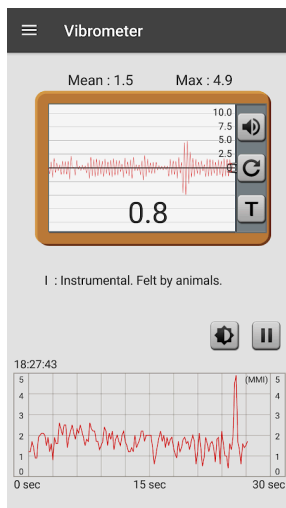 Vibrometer
Mean : 1.5 Max : 4.9
10.0
7.5
5.0
2.5
T
0.8
I : Instrumental. Felt by animals.
18:27:43
5 (MMI) 5
4 4
3 3
2 2
1 1
0 0
0 sec 15 sec 30 sec